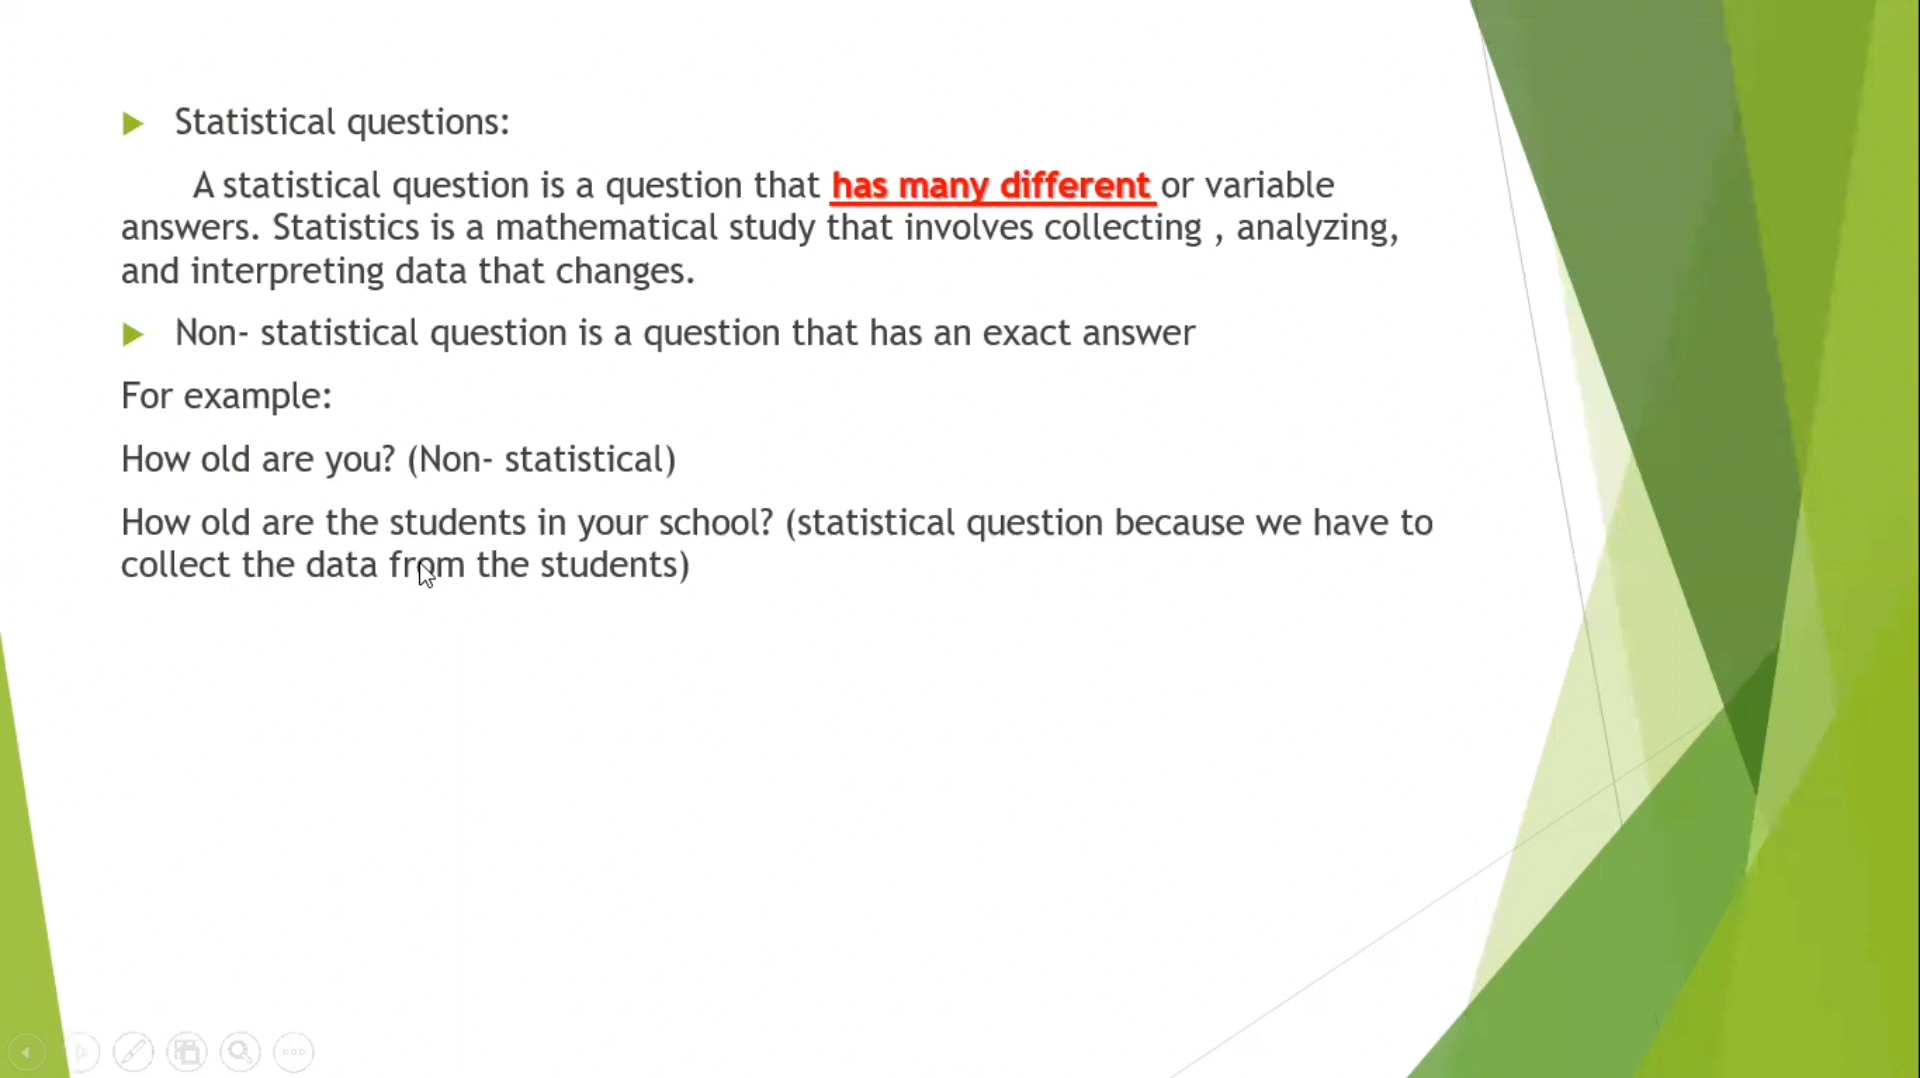 Statistical questions:
A statistical question is a question that has many different or variable
answers. Statistics is a mathematical study that involves collecting , analyzing,
and interpreting data that changes.
Non- statistical question is a question that has an exact answer
For example:
How old are you? (Non- statistical)
How old are the students in your school? (statistical question because we have to
collect the data from the students)